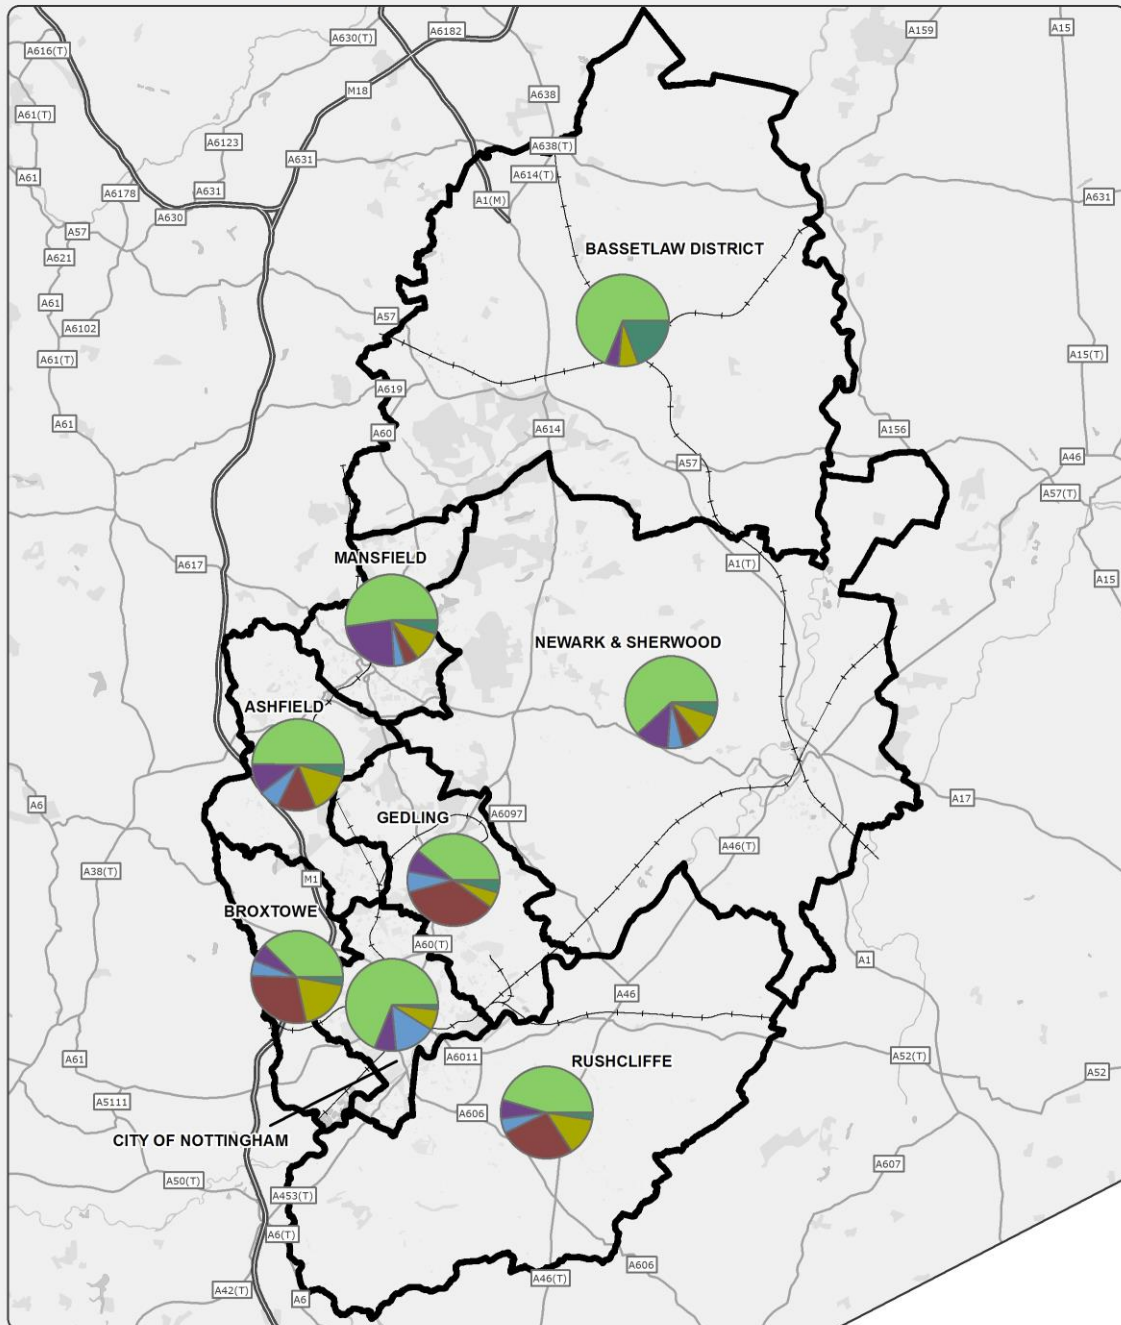 A6182
A630(T)
A616(T)
A159
A15
M18
A638
A61(T)
A6123
A638(T)
A631
A614(T)
A61
A6178
A631
A1(M)
A631
A630
A57
BASSETLAW DISTRICT
A621
A61
A57
A6102
A61(T)
A15(T)
A619
A61
A60
A614
A156
A46
A57
A57(T)
MANSFIELD
A617
A1(T)
A15
NEWARK & SHERWOOD
ASHFIELD
A6
A17
A6097
GEDLING
A46(T)
A38(T)
M1
BROXTOWE
A60(T)
A1
A46
A61
A6011
A52(T)
RUSHCLIFFE
A52
A5111
A606
CITY OF NOTTINGHAM
A607
A50(T)
A453(T)
A6(T)
A606
A46(T)
A42(T)
A6